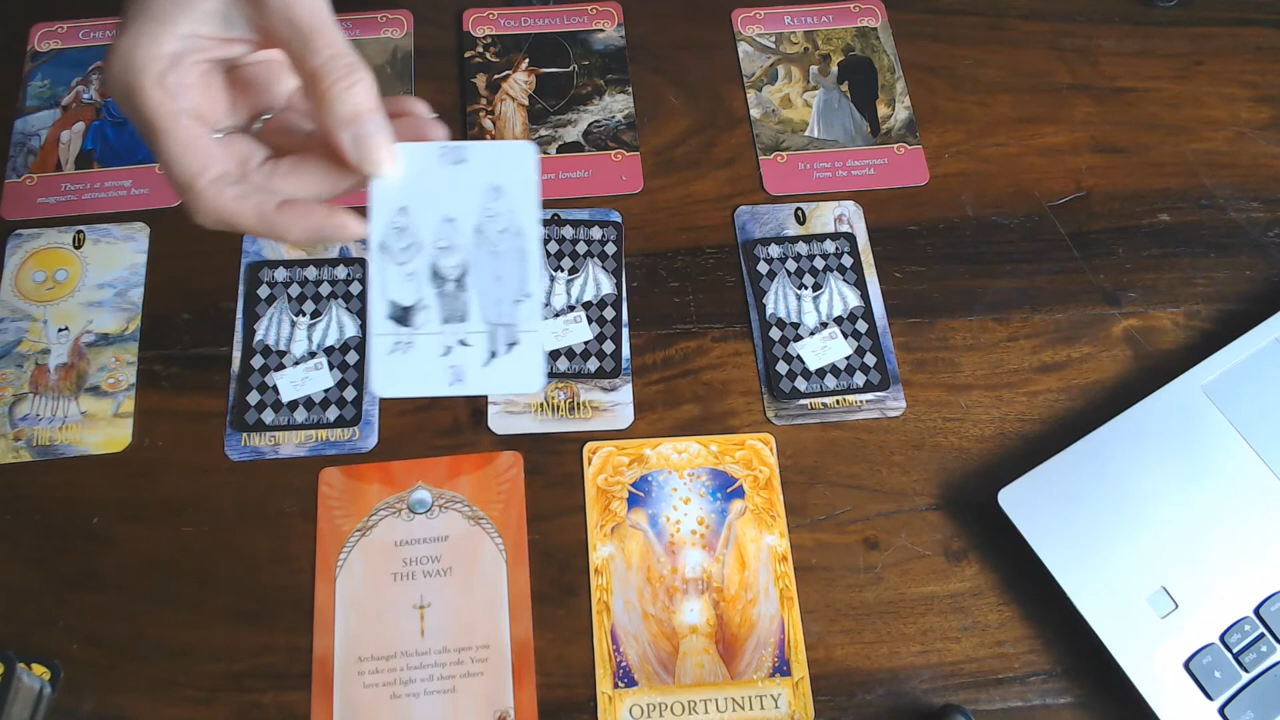 CHEM
YOU DESERVE LOVE
RETREAT
There's a strong
magnetic attraction here
are lovable!
It's time to disconnect
from the world.
19
THE SUN
HOUSE OF SHADOWS
KNIGHT OF SWORDS
PENTACLES
9
HOUSE OF SHADOWS
THE HERMIT
LEADERSHIP
SHOW
THE WAY!
Archangel Michael calls upon you
to take on a leadership role. Your
love and light will show others
the way forward.
OPPORTUNITY